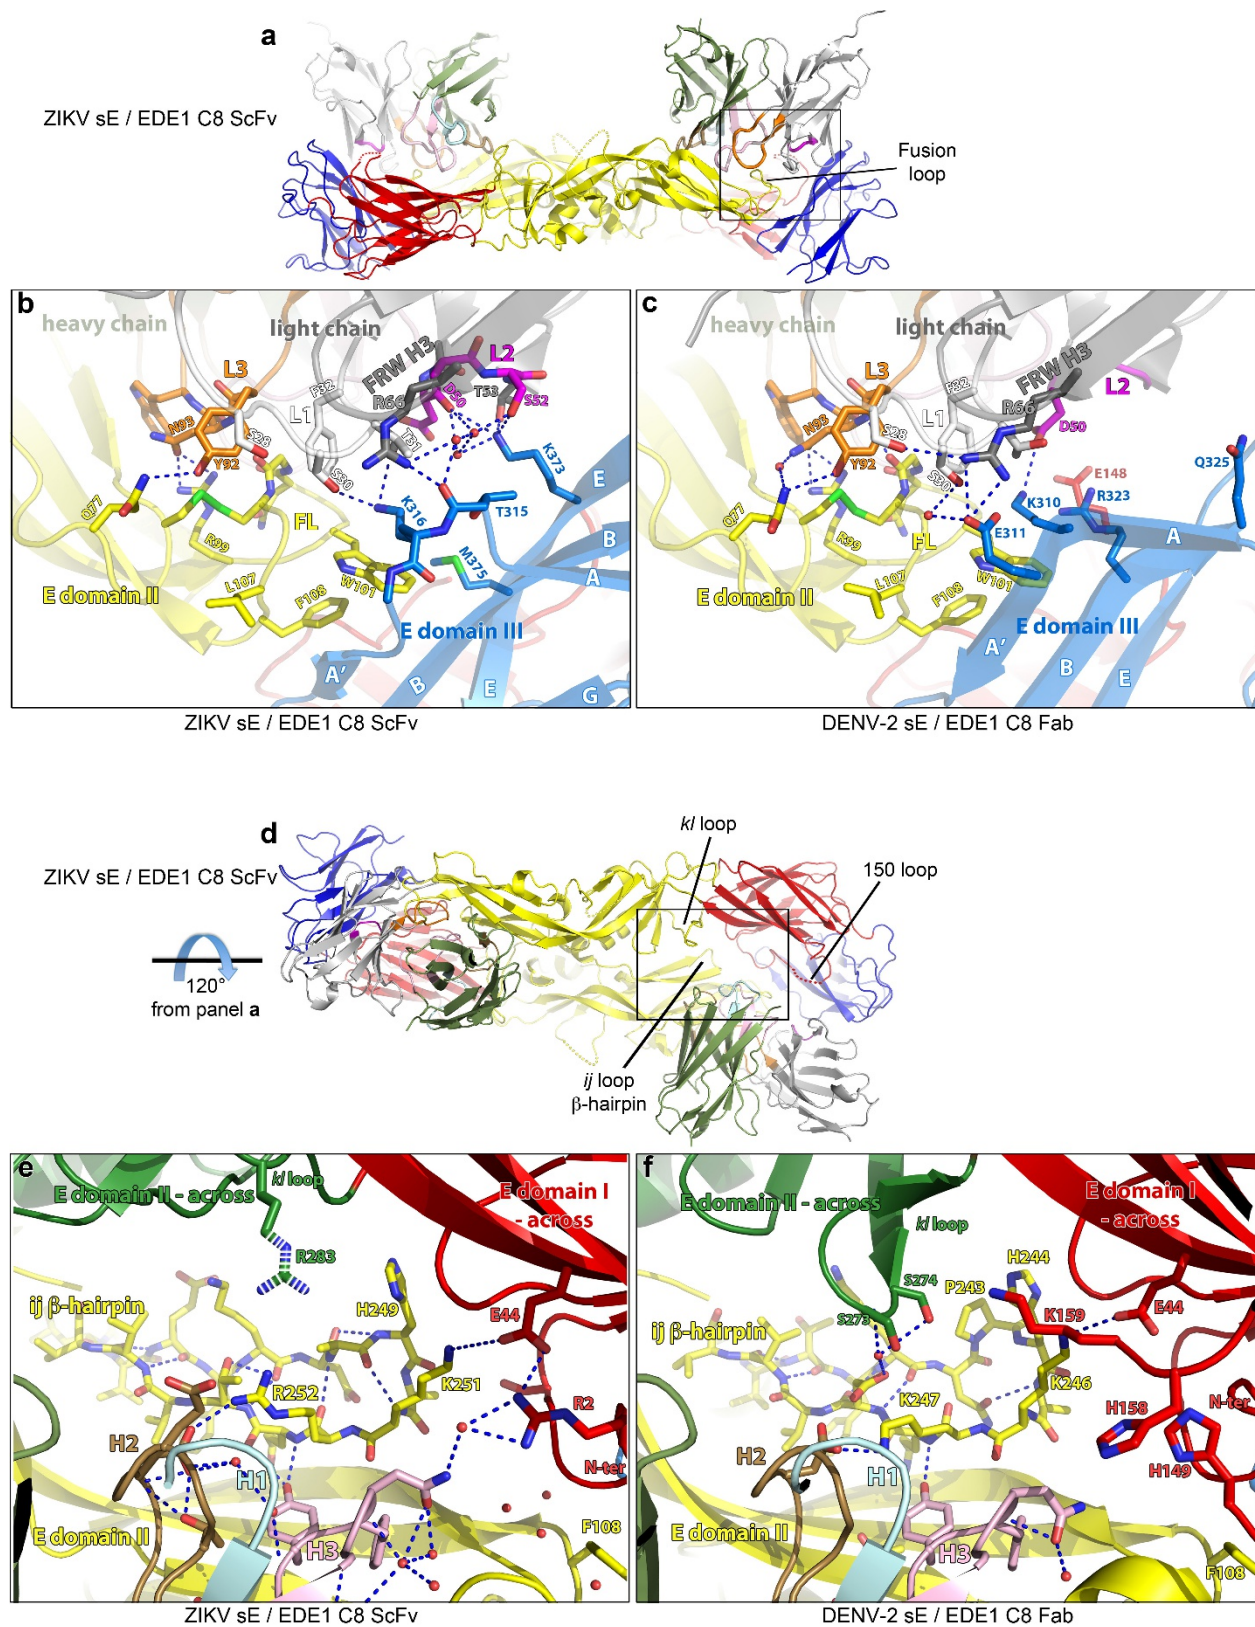 a
ZIKV sE / EDE1 C8 ScFv
Fusion
loop
b
heavy chain
light chain
L3
FRW H3
L2
F32
R66
D50
T53
S52
L1
N93
S28
T31
Y92
S30
K373
E
Q77
K316
T315
FL
R99
B
M375
A
L107
W101
F108
E domain II
E domain III
A'
B
E
G
ZIKV sE / EDE1 C8 ScFv
c
heavy chain
light chain
L3
FRW H3
L2
F32
R66
L1
N93
S28
D50
Y92
S30
E148
Q325
Q77
K310
R323
FL
E311
R99
A
L107
W101
F108
E domain II
E domain III
A'
B
E
DENV-2 sE / EDE1 C8 Fab
d
kl loop
ZIKV sE / EDE1 C8 ScFv
150 loop
120°
from panel a
ij loop
β-hairpin
e
kl loop
E domain II - across
E domain I
- across
R283
H249
ij β-hairpin
E44
R252
K251
R2
H2
H1
N-ter
E domain II
H3
F108
ZIKV sE / EDE1 C8 ScFv
f
E domain II - across
E domain I
- across
kl loop
H244
S274
P243
S273
K159
E44
ij β-hairpin
K246
K247
N-ter
H158
H2
H1
H149
E domain II
H3
F108
DENV-2 sE / EDE1 C8 Fab